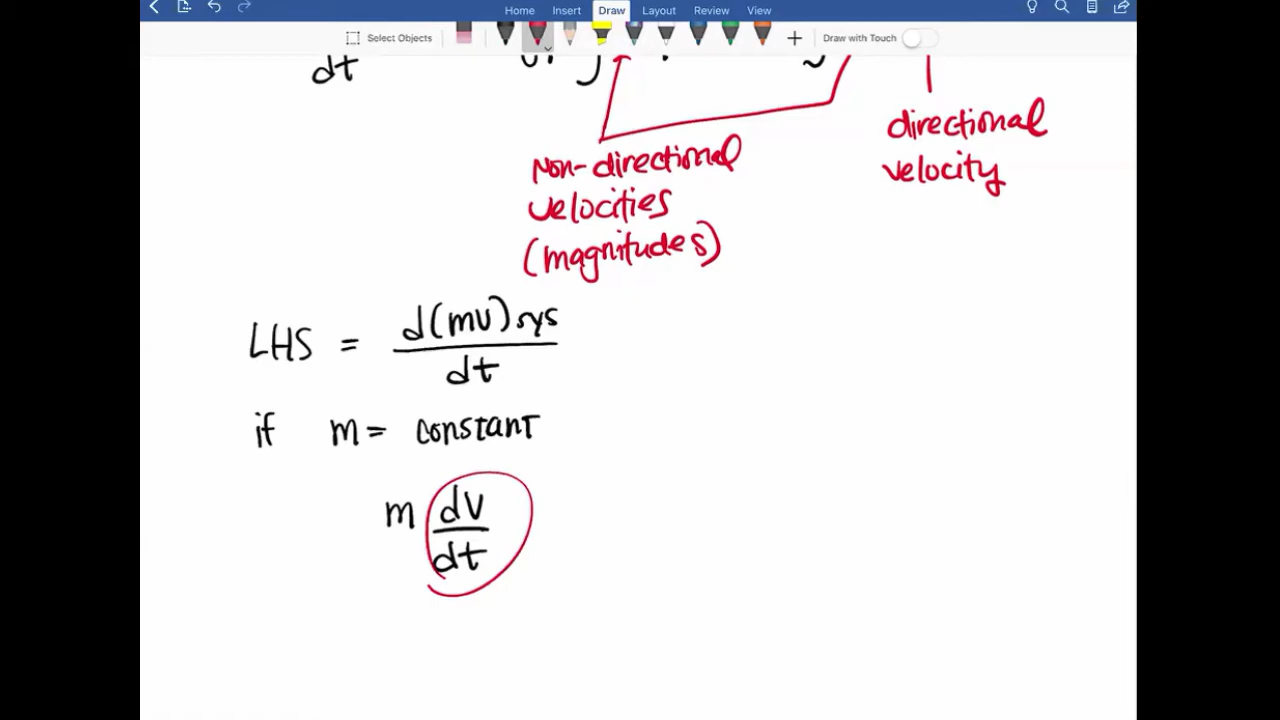 Home Insert Draw Layout Review View
Select Objects
Draw with Touch
dt
Non-directional
velocities
(magnitudes)
directional
velocity
LHS = d(mv)sys
dt
if m = constant
m dv
dt